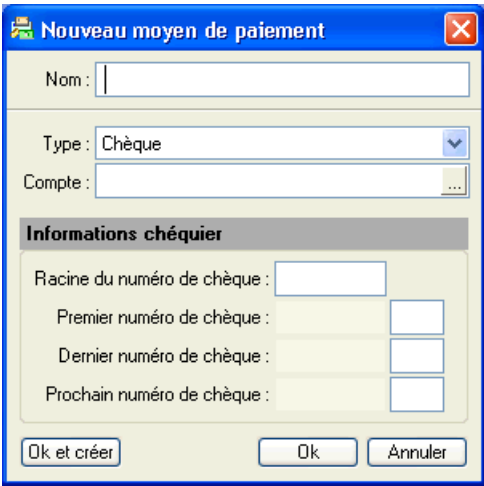 Nouveau moyen de paiement
Nom :
Type : Chèque
Compte : ...
Informations chéquier
Racine du numéro de chèque :
Premier numéro de chèque :
Dernier numéro de chèque :
Prochain numéro de chèque :
Ok et créer Ok Annuler